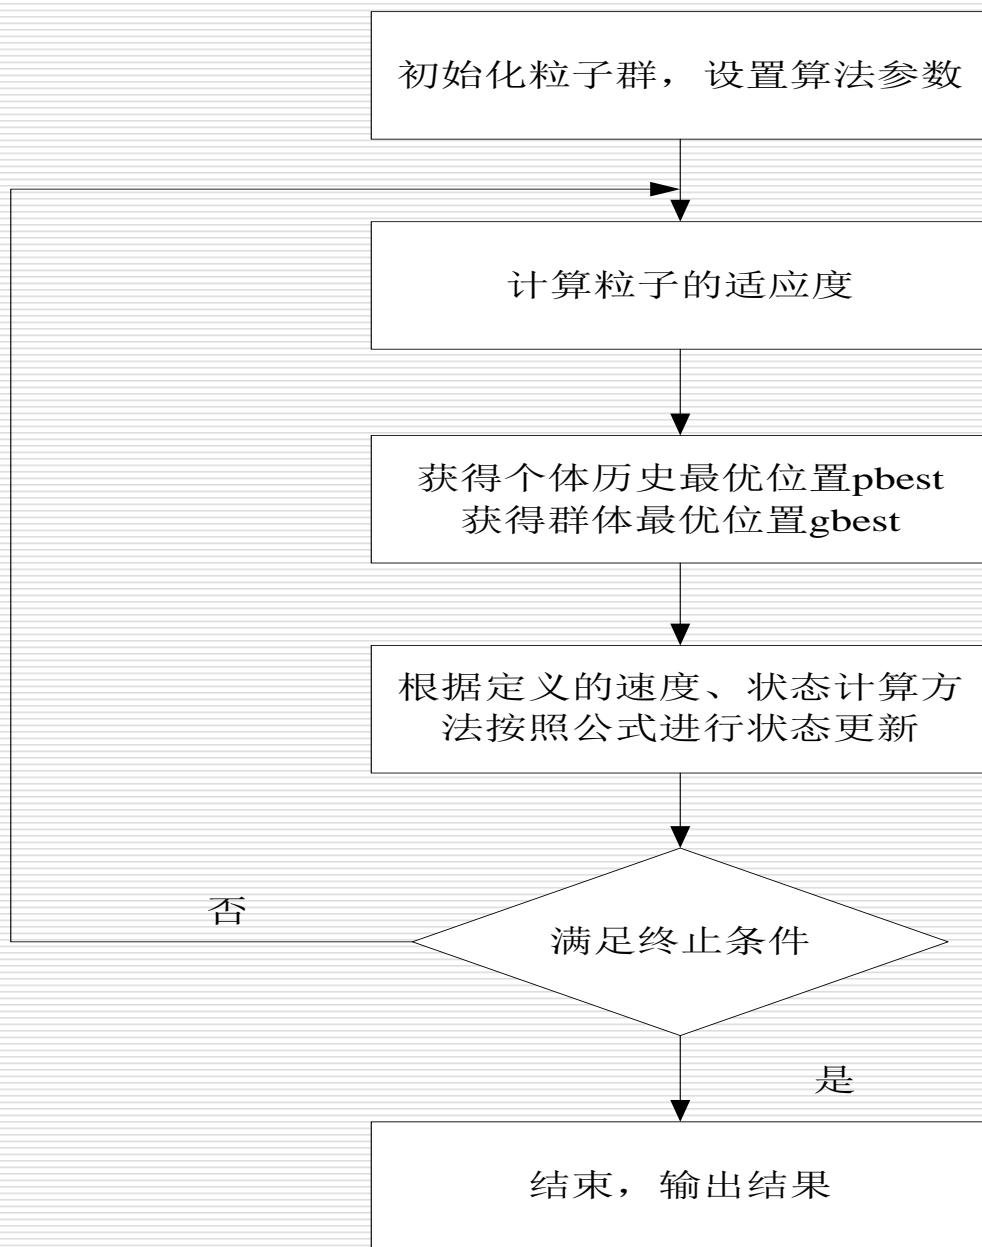 初始化粒子群，设置算法参数
计算粒子的适应度
获得个体历史最优位置pbest
获得群体最优位置gbest
根据定义的速度、状态计算方
法按照公式进行状态更新
否
满足终止条件
是
结束，输出结果